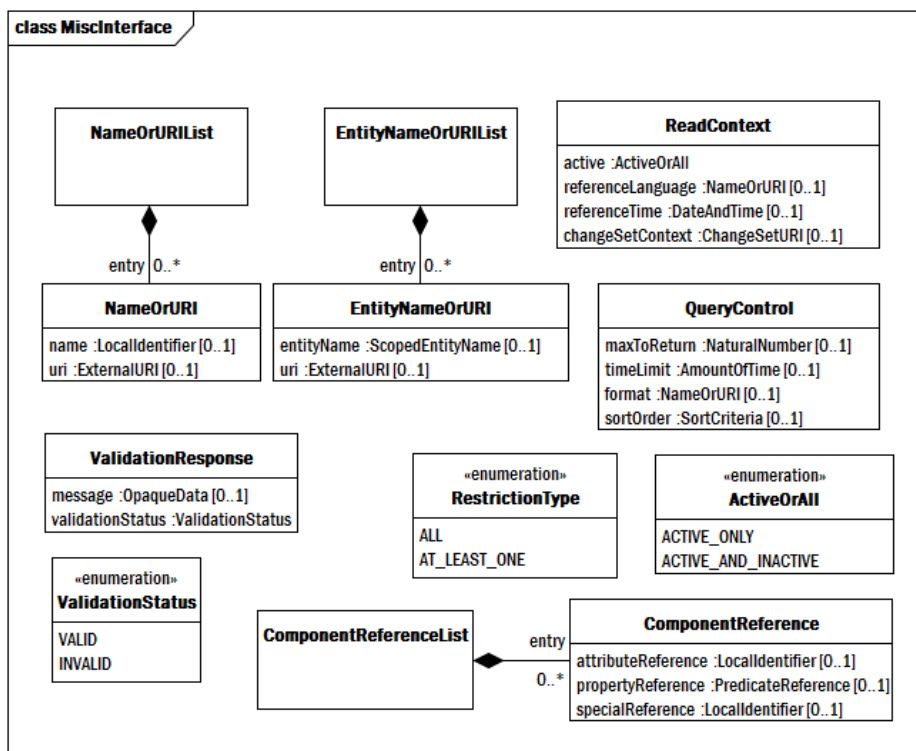 class MiscInterface
NameOrURIList
EntityNameOrURIList
ReadContext
active :ActiveOrAll
referenceLanguage :NameOrURI [0..1]
referenceTime :DateAndTime [0..1]
changeSetContext :ChangeSetURI [0..1]
entry 0..*
entry 0..*
NameOrURI
name :LocalIdentifier [0..1]
uri :ExternalURI [0..1]
EntityNameOrURI
entityName :ScopedEntityName [0..1]
uri :ExternalURI [0..1]
QueryControl
maxToReturn :NaturalNumber [0..1]
timeLimit :AmountOfTime [0..1]
format :NameOrURI [0..1]
sortOrder :SortCriteria [0..1]
ValidationResponse
message :OpaqueData [0..1]
validationStatus :ValidationStatus
«enumeration»
RestrictionType
ALL
AT_LEAST_ONE
«enumeration»
ActiveOrAll
ACTIVE_ONLY
ACTIVE_AND_INACTIVE
«enumeration»
ValidationStatus
VALID
INVALID
ComponentReferenceList
entry
0..*
ComponentReference
attributeReference :LocalIdentifier [0..1]
propertyReference :PredicateReference [0..1]
specialReference :LocalIdentifier [0..1]